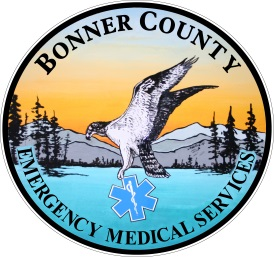 BONNER COUNTY
EMERGENCY MEDICAL SERVICES